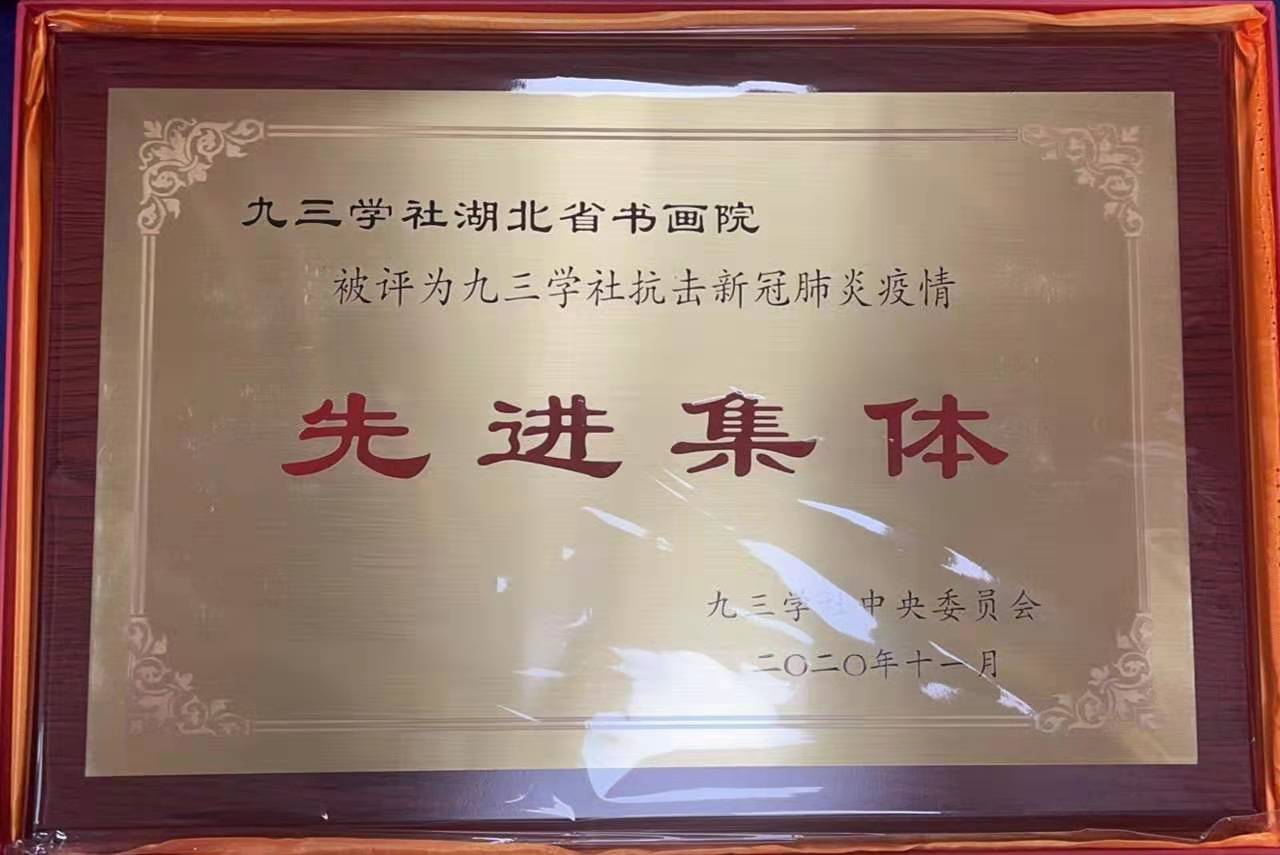 九三学社湖北省书画院
被评为九三学社抗击新冠肺炎疫情
先进集体
九三学社中央委员会
二〇二〇年十一月